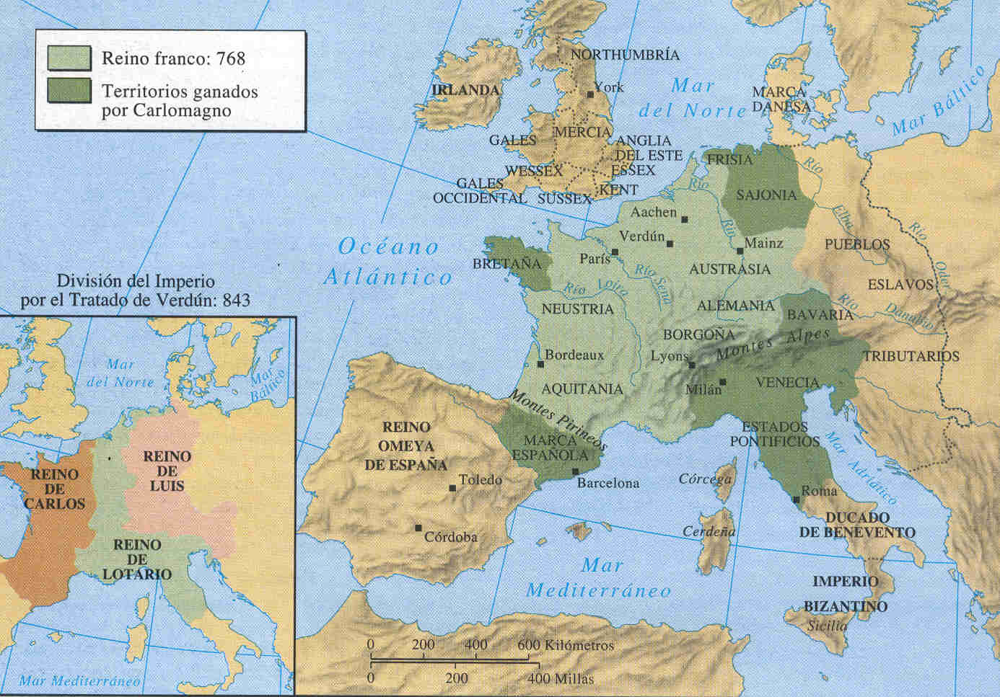 Reino franco: 768
Territorios ganados
por Carlomagno
NORTHUMBRÍA
IRLANDA
York
Mar
del Norte
MARCA
DANESA
Mar Báltico
GALES
MERCIA
ANGLIA
DEL ESTE
ESSEX
WESSEX
GALES
OCCIDENTAL
SUSSEX
KENT
FRISIA
Río
Río
SAJONIA
Elba
Río
Oder
Aachen
Verdún
Río
Mainz
París
PUEBLOS
Océano
Atlántico
BRETAÑA
Río Loira
Río Sena
AUSTRASIA
ESLAVOS
NEUSTRIA
ALEMANIA
BAVARIA
Río Danubio
BORGOÑA
Montes Alpes
Bordeaux
Lyons
TRIBUTARIOS
AQUITANIA
Milán
VENECIA
Montes Pirineos
REINO
OMEYA
DE ESPAÑA
MARCA
ESPAÑOLA
ESTADOS
PONTIFICIOS
Mar Adriático
Toledo
Barcelona
Córcega
Roma
Córdoba
Cerdeña
DUCADO
DE BENEVENTO
Mar
Mediterráneo
IMPERIO
BIZANTINO
Sicilia
0 200 400 600 Kilómetros
0 200 400 Millas
División del Imperio
por el Tratado de Verdún: 843
Mar
del Norte
Mar
Báltico
REINO
DE
LUIS
REINO
DE
CARLOS
REINO
DE
LOTARIO
Mar Mediterráneo